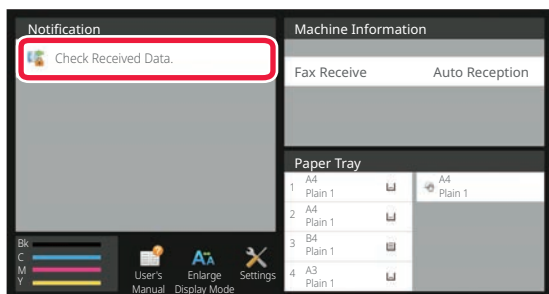 Notification
Check Received Data.
Machine Information
Fax Receive Auto Reception
Paper Tray
1 A4
Plain 1
2 A4
Plain 1
3 B4
Plain 1
4 A3
Plain 1
A4
Plain 1
Bk
C
M
Y
User's
Manual
Enlarge
Display Mode
Settings